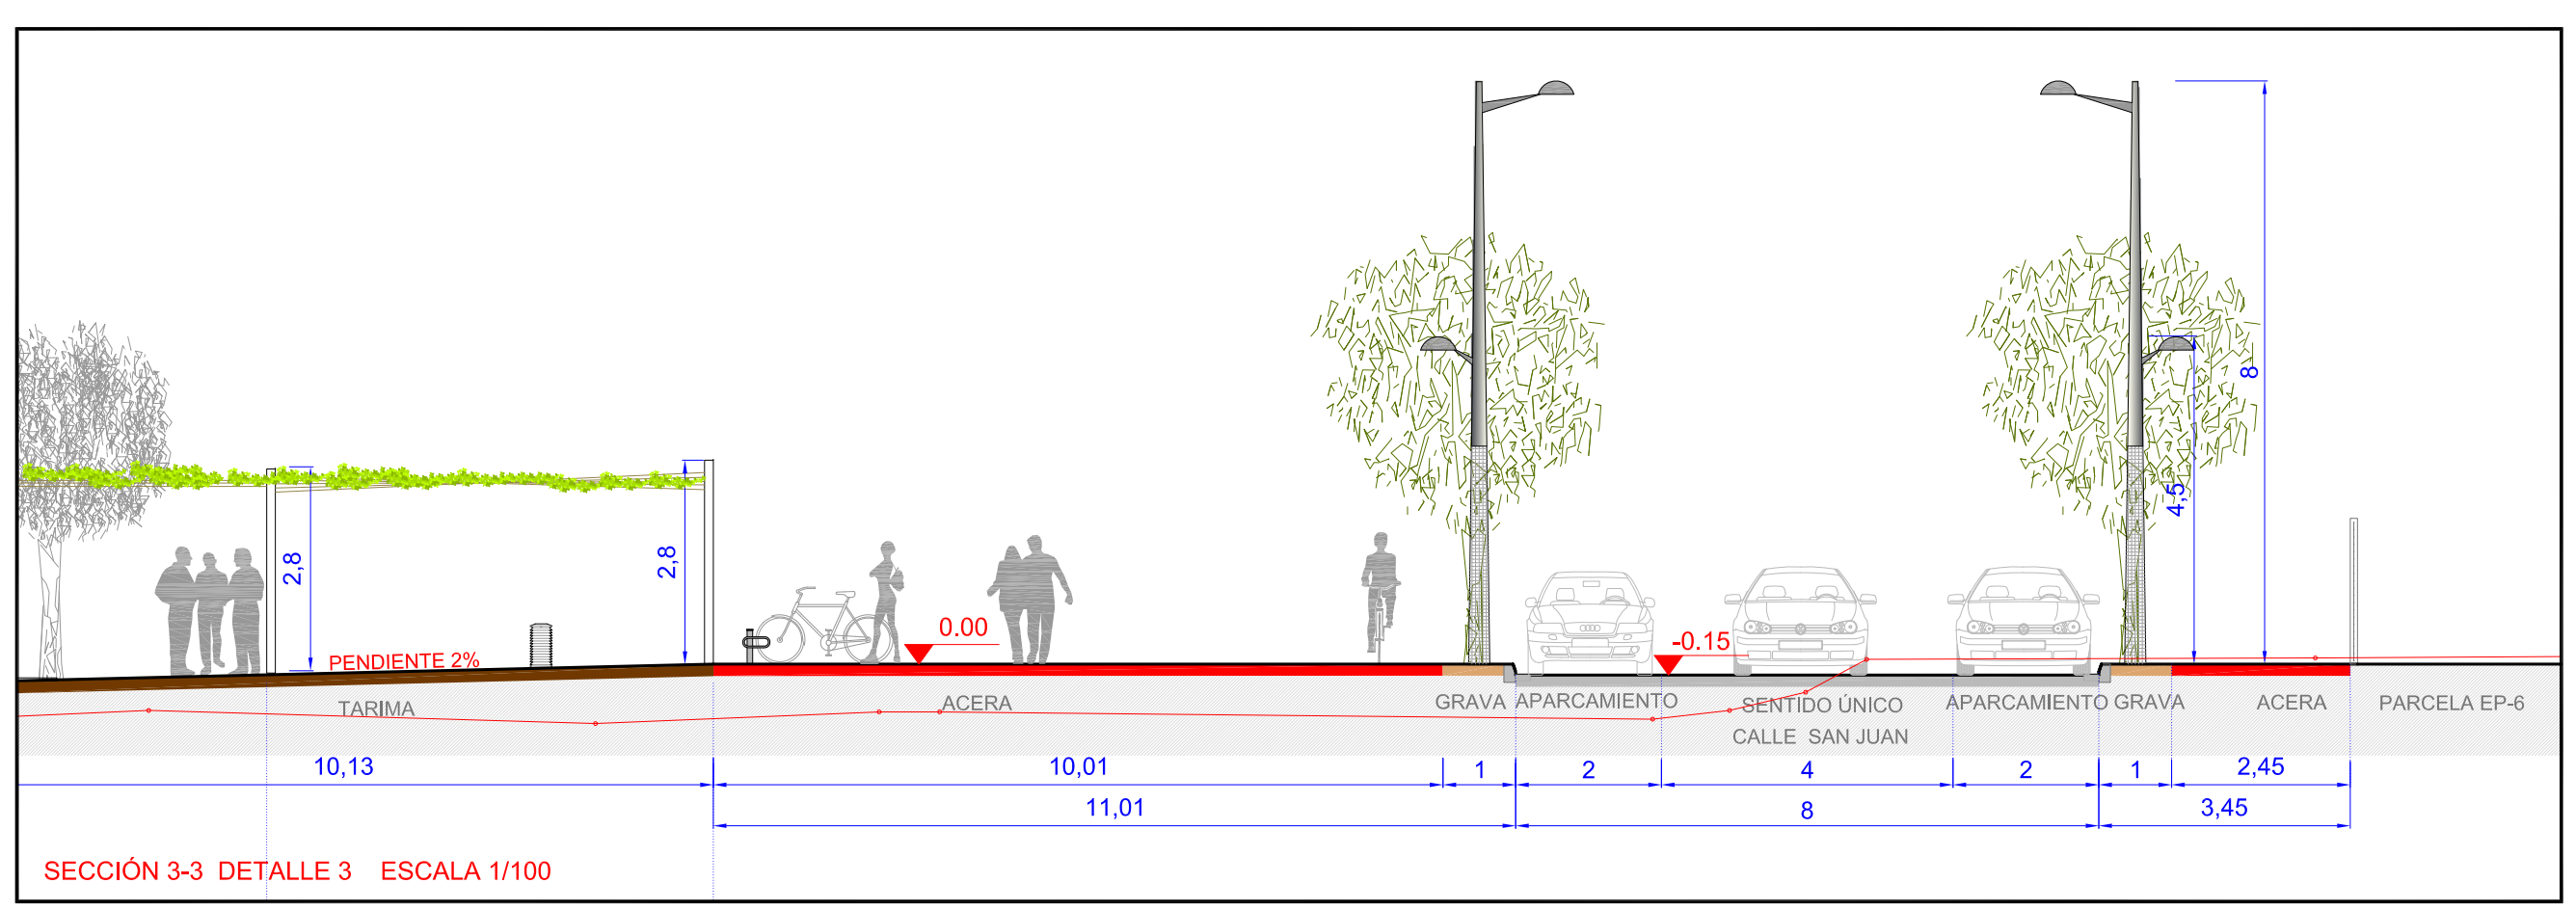 8
4,5
2,8
2,8
0.00
-0.15
PENDIENTE 2%
TARIMA
ACERA
GRAVA
APARCAMIENTO
SENTIDO ÚNICO
CALLE SAN JUAN
APARCAMIENTO
GRAVA
ACERA
PARCELA EP-6
10,13
10,01
1
2
4
2
1
2,45
11,01
8
3,45
SECCIÓN 3-3 DETALLE 3 ESCALA 1/100